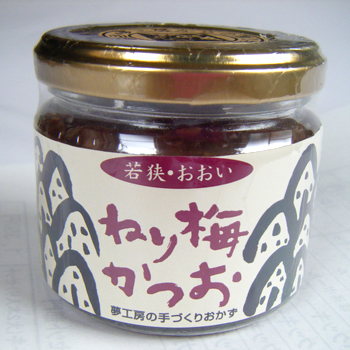 若狭・おおい
ねり梅
かつお
夢工房の手づくりおかず